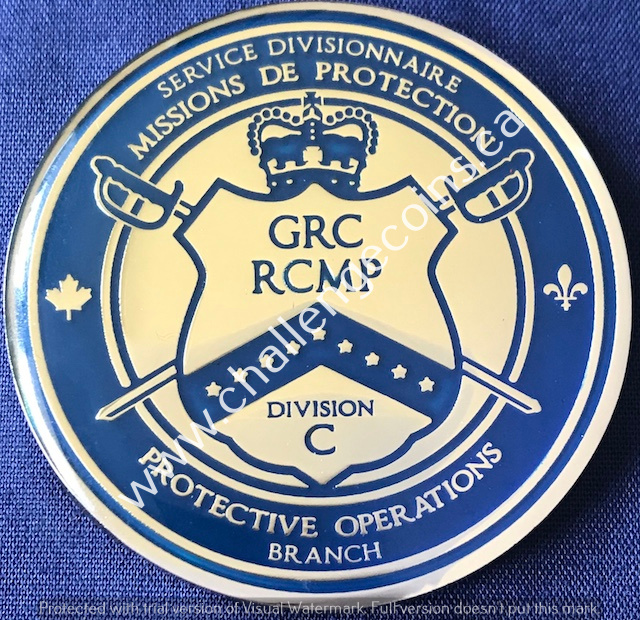 SERVICE DIVISIONNAIRE
MISSIONS DE PROTECTION
GRC
RCMP
DIVISION
C
PROTECTIVE OPERATIONS
BRANCH
www.challengecoins.ca
Protected with trial version of Visual Watermark. Full version doesn't put this mark.